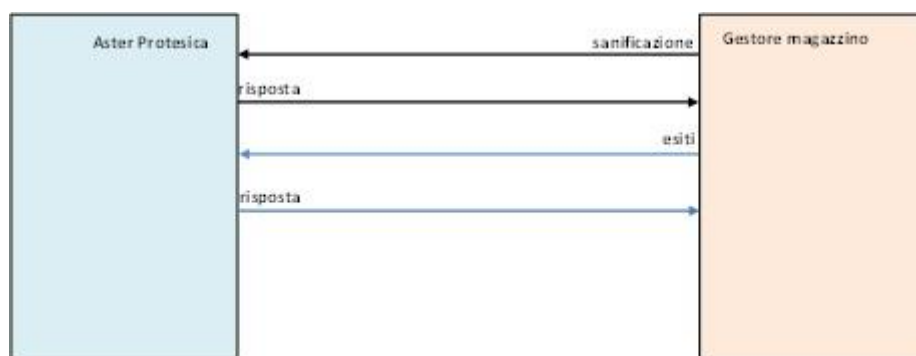 Aster Protesica
sanificazione
Gestore magazzino
risposta
esiti
risposta